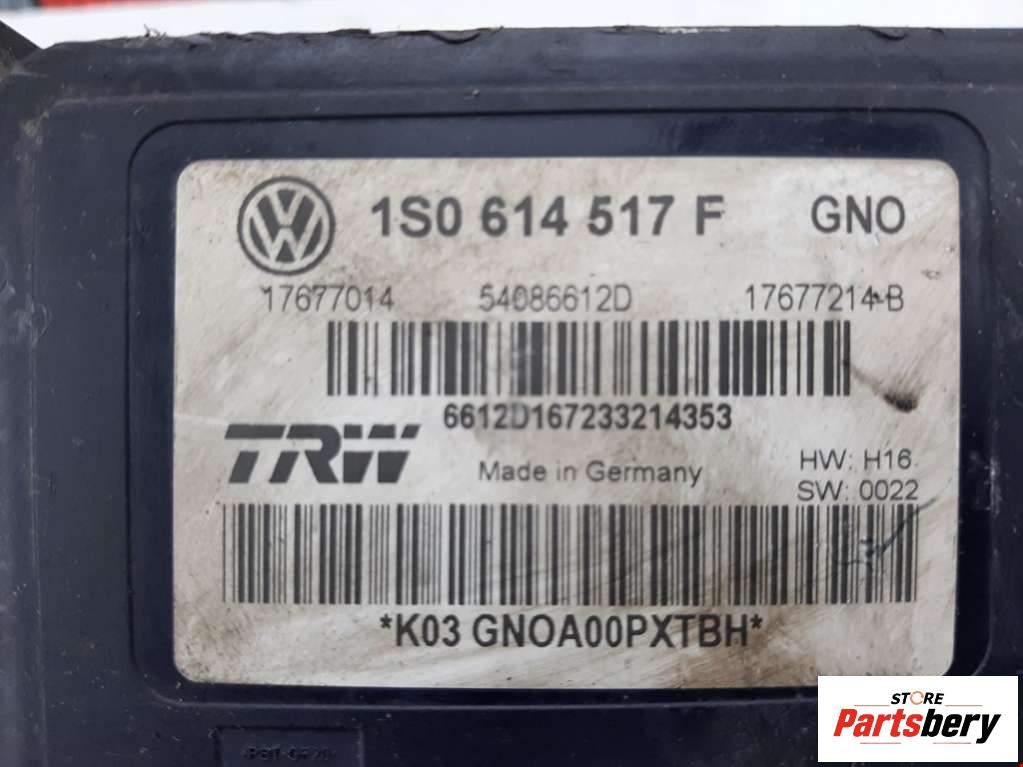 1S0 614 517 F GNO
17677014 54086612D 17677214-B
6612D167233214353
TRW Made in Germany HW: H16
SW: 0022
*K03 GNOA00PXTBH*
STORE
Partsbery